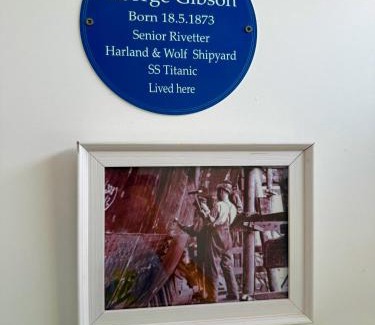 Gibson
Born 18.5.1873
Senior Rivetter
Harland & Wolf Shipyard
SS Titanic
Lived here